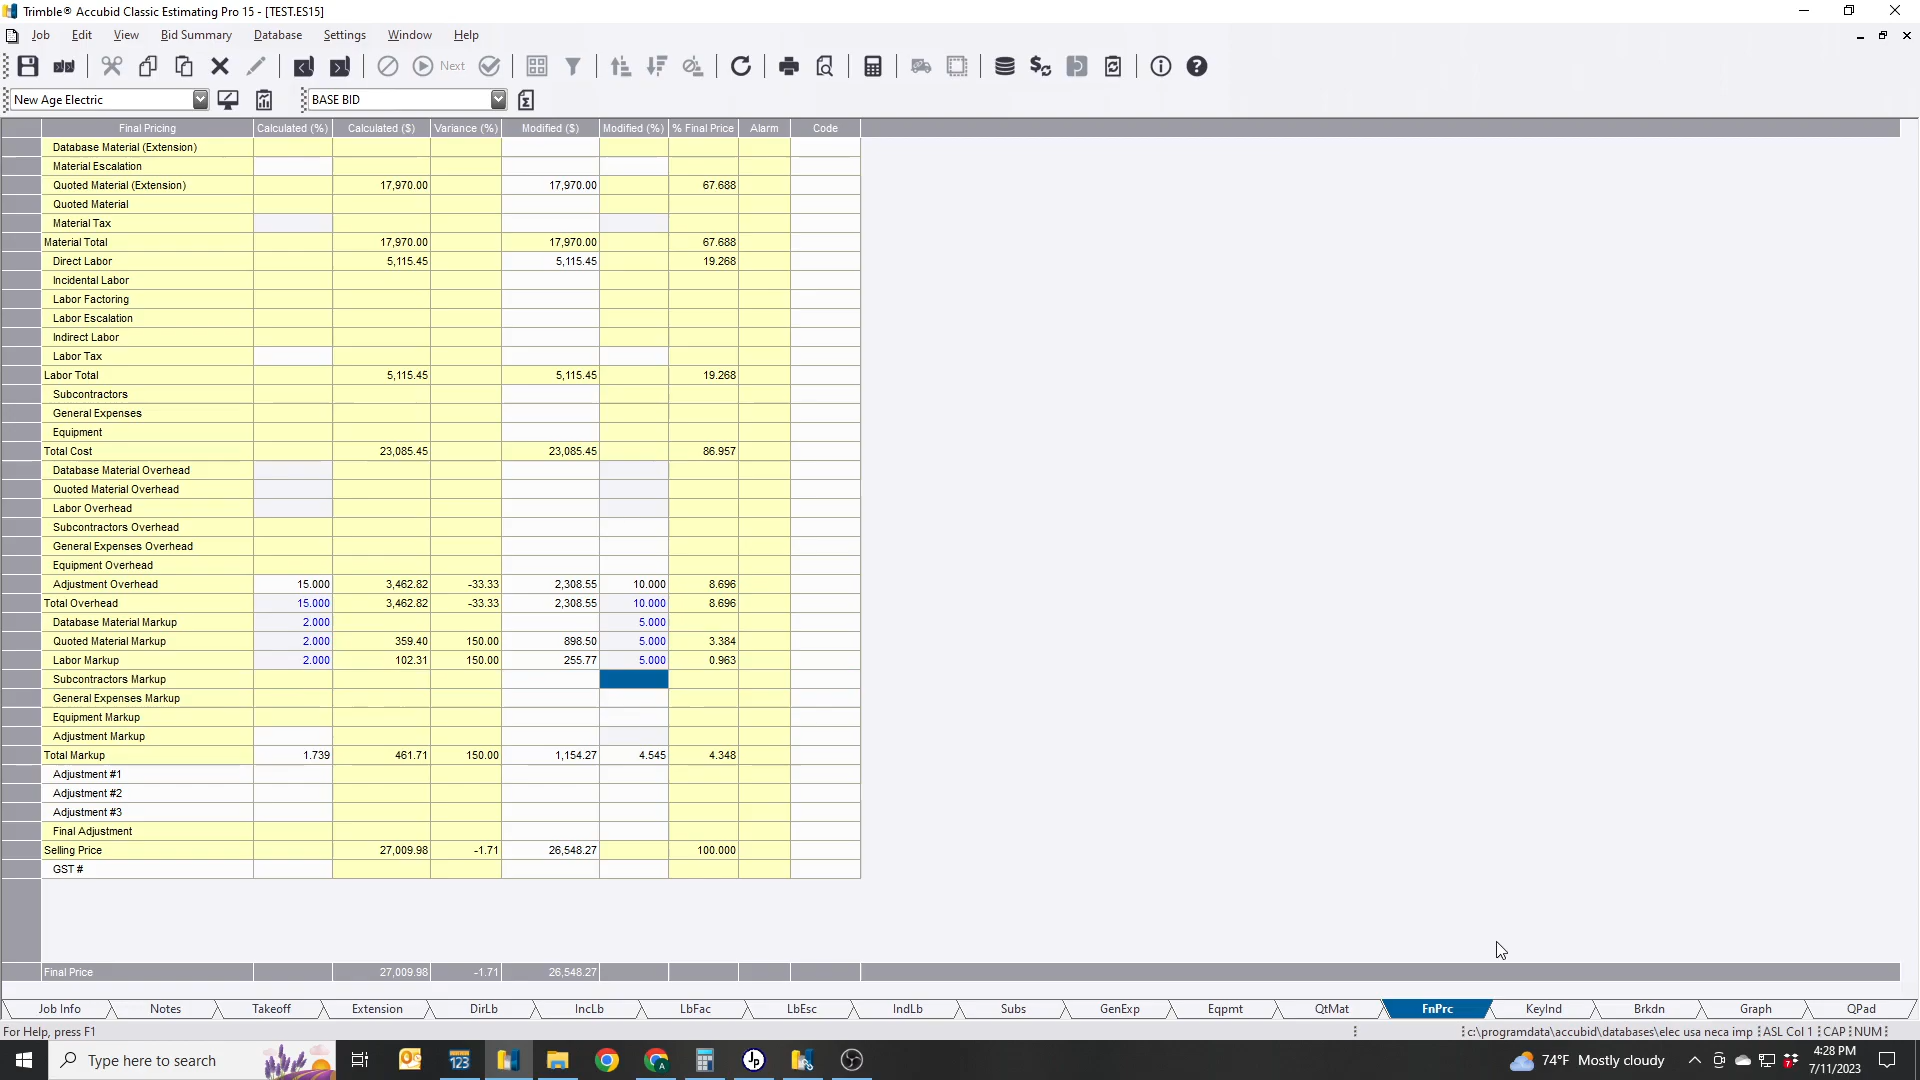 Trimble® Accubid Classic Estimating Pro 15 - [TEST.ES15]
Job Edit View Bid Summary Database Settings Window Help
Next
New Age Electric BASE BID
Final Pricing Calculated (%) Calculated ($) Variance (%) Modified ($) Modified (%) % Final Price Alarm Code
Database Material (Extension)
Material Escalation
Quoted Material (Extension) 17,970.00 17,970.00 67.688
Quoted Material
Material Tax
Material Total 17,970.00 17,970.00 67.688
Direct Labor 5,115.45 5,115.45 19.268
Incidental Labor
Labor Factoring
Labor Escalation
Indirect Labor
Labor Tax
Labor Total 5,115.45 5,115.45 19.268
Subcontractors
General Expenses
Equipment
Total Cost 23,085.45 23,085.45 86.957
Database Material Overhead
Quoted Material Overhead
Labor Overhead
Subcontractors Overhead
General Expenses Overhead
Equipment Overhead
Adjustment Overhead 15.000 3,462.82 -33.33 2,308.55 10.000 8.696
Total Overhead 15.000 3,462.82 -33.33 2,308.55 10.000 8.696
Database Material Markup 2.000 5.000
Quoted Material Markup 2.000 359.40 150.00 898.50 5.000 3.384
Labor Markup 2.000 102.31 150.00 255.77 5.000 0.963
Subcontractors Markup
General Expenses Markup
Equipment Markup
Adjustment Markup
Total Markup 1.739 461.71 150.00 1,154.27 4.545 4.348
Adjustment #1
Adjustment #2
Adjustment #3
Final Adjustment
Selling Price 27,009.98 -1.71 26,548.27 100.000
GST #
Final Price 27,009.98 -1.71 26,548.27
Job Info Notes Takeoff Extension DirLb IncLb LbFac LbEsc IndLb Subs GenExp Eqpmt QtMat FnPrc KeyInd Brkdn Graph QPad
For Help, press F1 c:\programdata\accubid\databases\elec usa neca imp ASL Col 1 CAP NUM
Type here to search 123 74°F Mostly cloudy 4:28 PM
7/11/2023